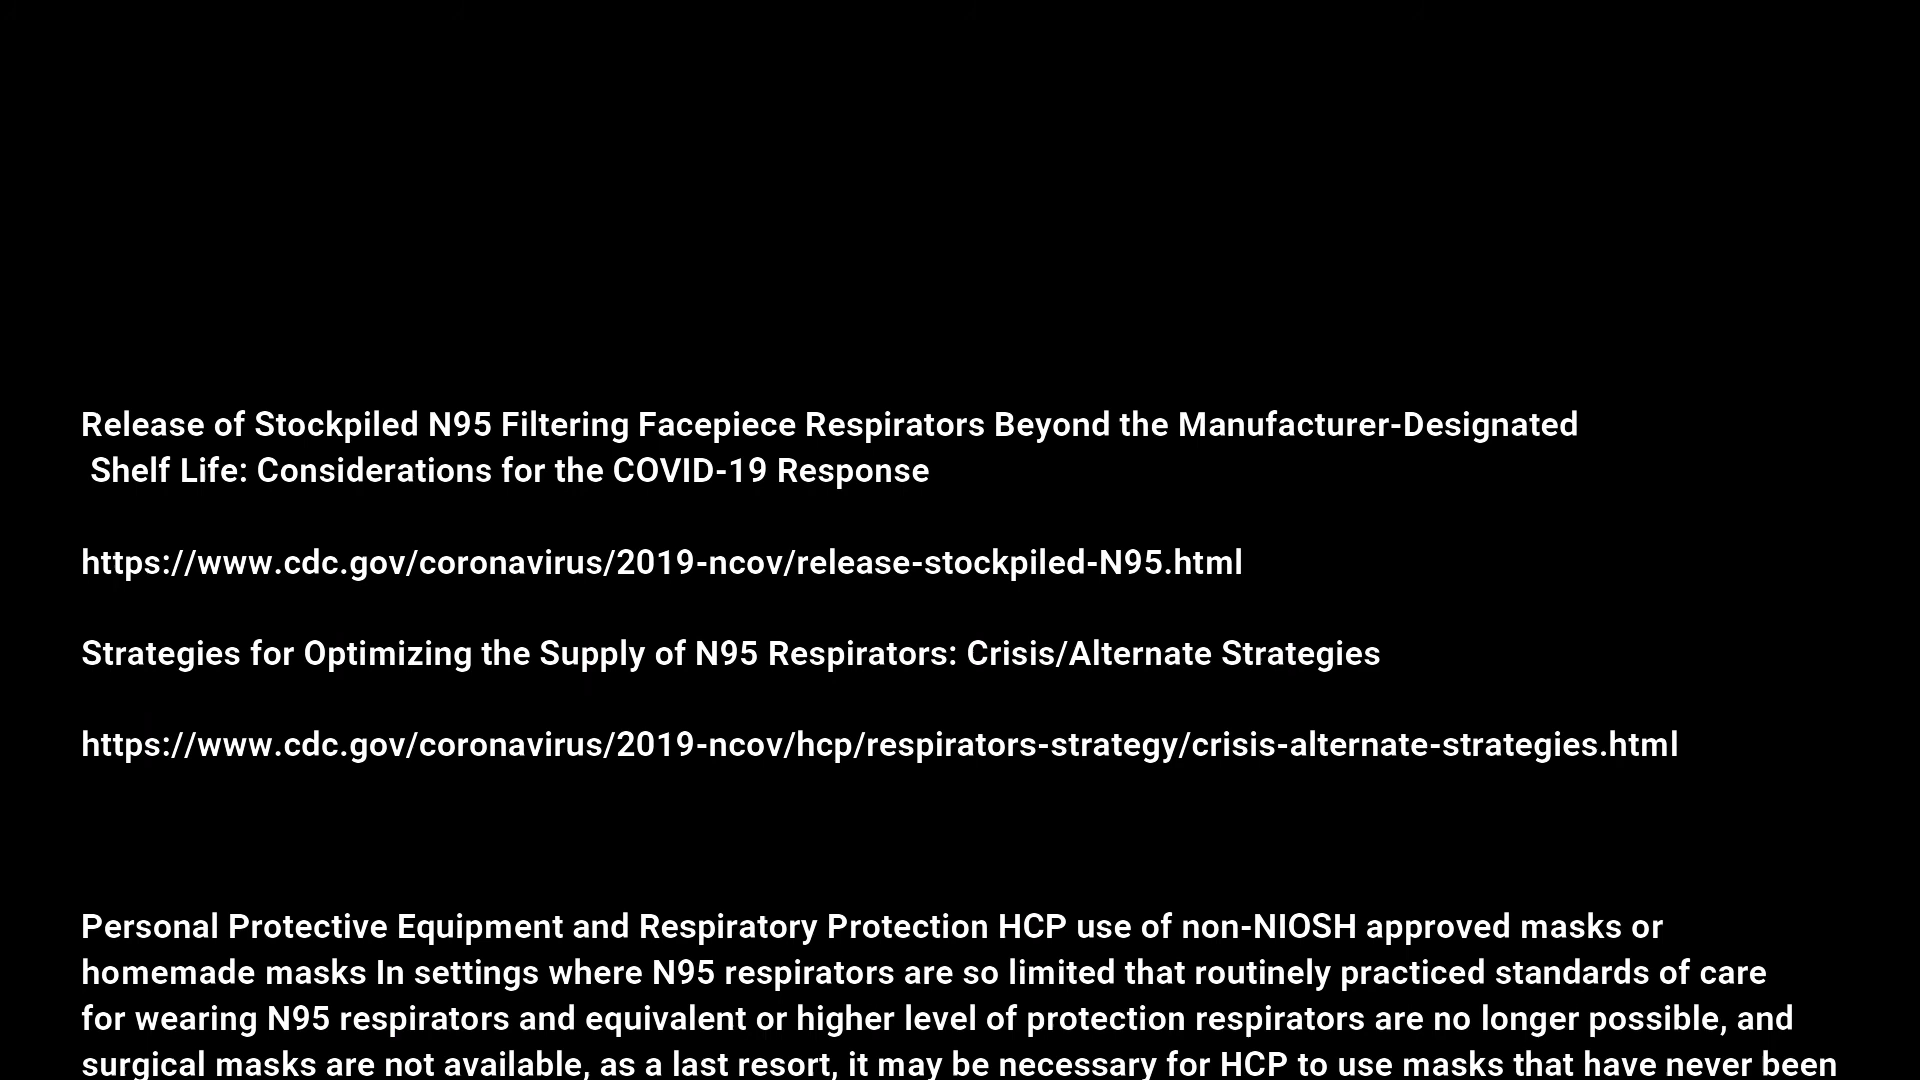 Release of Stockpiled N95 Filtering Facepiece Respirators Beyond the Manufacturer-Designated
Shelf Life: Considerations for the COVID-19 Response
https://www.cdc.gov/coronavirus/2019-ncov/release-stockpiled-N95.html
Strategies for Optimizing the Supply of N95 Respirators: Crisis/Alternate Strategies
https://www.cdc.gov/coronavirus/2019-ncov/hcp/respirators-strategy/crisis-alternate-strategies.html
Personal Protective Equipment and Respiratory Protection HCP use of non-NIOSH approved masks or
homemade masks In settings where N95 respirators are so limited that routinely practiced standards of care
for wearing N95 respirators and equivalent or higher level of protection respirators are no longer possible, and
surgical masks are not available, as a last resort, it may be necessary for HCP to use masks that have never been